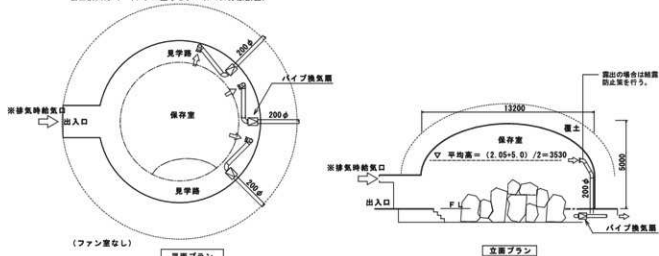 見学路
200φ
パイプ換気扇
※排気時給気口
出入口
保存室
200φ
見学路
200φ
(ファン室なし)
露出の場合は結露
防止策を行う。
13200
覆土
保存室
▽ 平均高= (2.05+5.0) /2=3530
5000
※排気時給気口
200φ
出入口
FL
パイプ換気扇
立面プラン